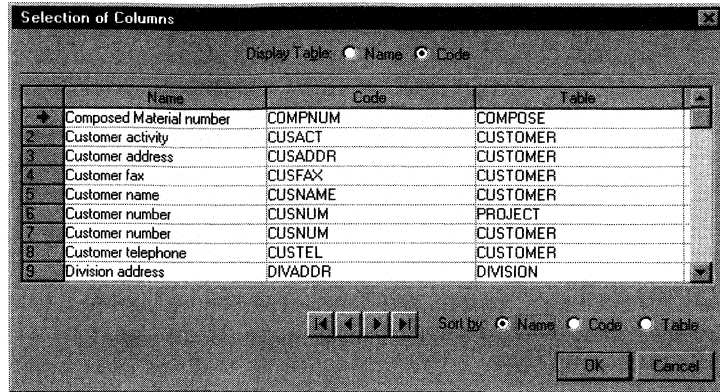 Selection of Columns
Display Table: Name Code
Name Code Table
Composed Material number COMPNUM COMPOSE
2 Customer activity CUSACT CUSTOMER
3 Customer address CUSADDR CUSTOMER
4 Customer fax CUSFAX CUSTOMER
5 Customer name CUSNAME CUSTOMER
6 Customer number CUSNUM PROJECT
7 Customer number CUSNUM CUSTOMER
8 Customer telephone CUSTEL CUSTOMER
9 Division address DIVADDR DIVISION
Sort by: Name Code Table
OK Cancel